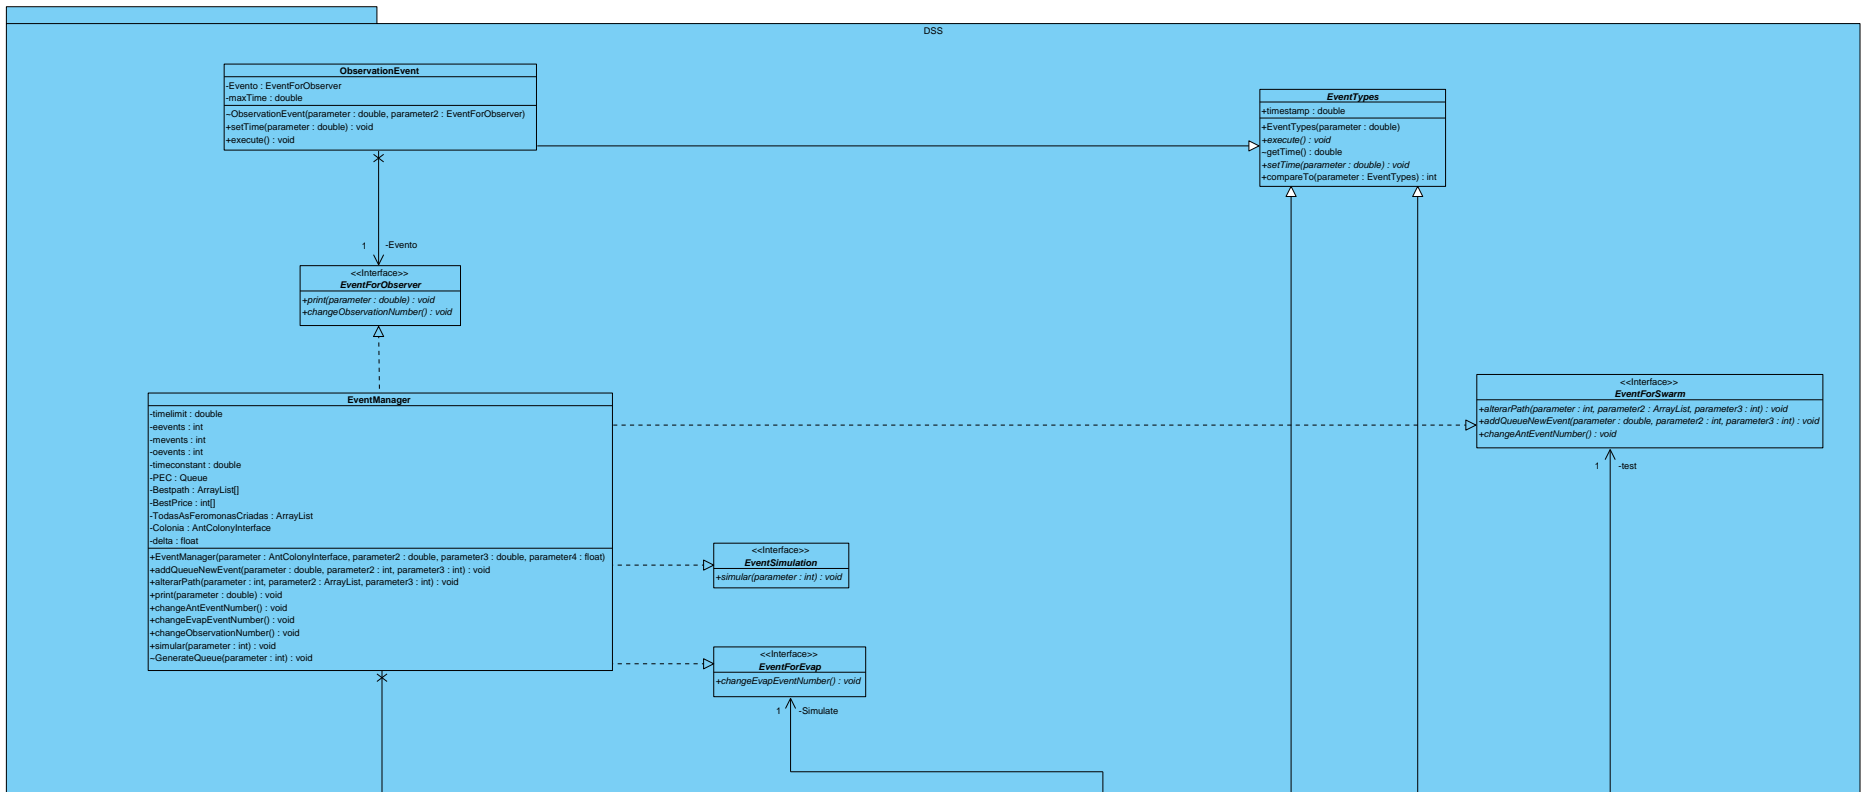 DSS
ObservationEvent
-Evento : EventForObserver
-maxTime : double
~ObservationEvent(parameter : double, parameter2 : EventForObserver)
+setTime(parameter : double) : void
+execute() : void
EventTypes
+timestamp : double
+EventTypes(parameter : double)
+execute() : void
~getTime() : double
+setTime(parameter : double) : void
+compareTo(parameter : EventTypes) : int
1 -Evento
<<Interface>>
EventForObserver
+print(parameter : double) : void
+changeObservationNumber() : void
EventManager
-timelimit : double
-eevents : int
-mevents : int
-oevents : int
-timeconstant : double
-PEC : Queue
-Bestpath : ArrayList[]
-BestPrice : int[]
-TodasAsFeromonasCriadas : ArrayList
-Colonia : AntColonyInterface
-delta : float
+EventManager(parameter : AntColonyInterface, parameter2 : double, parameter3 : double, parameter4 : float)
+addQueueNewEvent(parameter : double, parameter2 : int, parameter3 : int) : void
+alterarPath(parameter : int, parameter2 : ArrayList, parameter3 : int) : void
+print(parameter : double) : void
+changeAntEventNumber() : void
+changeEvapEventNumber() : void
+changeObservationNumber() : void
+simular(parameter : int) : void
~GenerateQueue(parameter : int) : void
<<Interface>>
EventForSwarm
+alterarPath(parameter : int, parameter2 : ArrayList, parameter3 : int) : void
+addQueueNewEvent(parameter : double, parameter2 : int, parameter3 : int) : void
+changeAntEventNumber() : void
1 -test
<<Interface>>
EventSimulation
+simular(parameter : int) : void
<<Interface>>
EventForEvap
+changeEvapEventNumber() : void
1 -Simulate